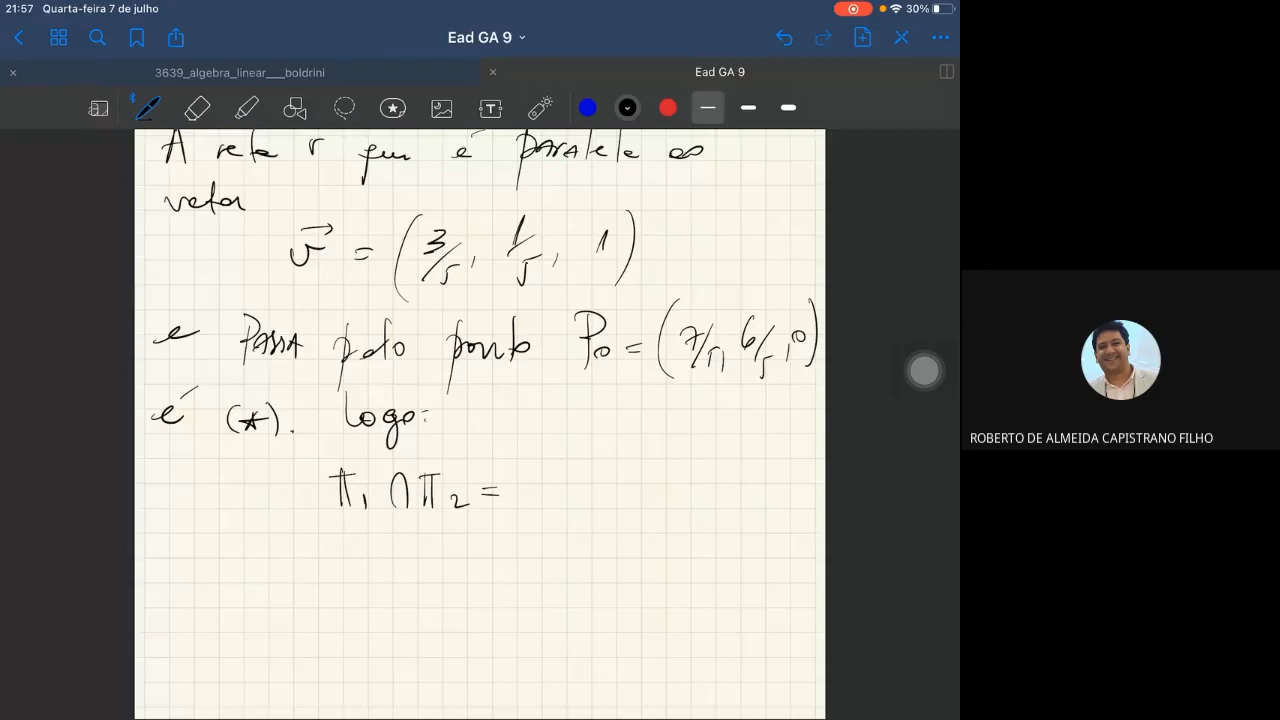 21:57 Quarta-feira 7 de julho
30%
Ead GA 9
3639_algebra_linear___boldrini
Ead GA 9
A reta r que é paralela ao
vetor
v⃗ = (3/5, 1/5, 1)
e passa pelo ponto P₀ = (7/5, 6/5, 0)
é (*). Logo:
π₁ ∩ π₂ =
ROBERTO DE ALMEIDA CAPISTRANO FILHO